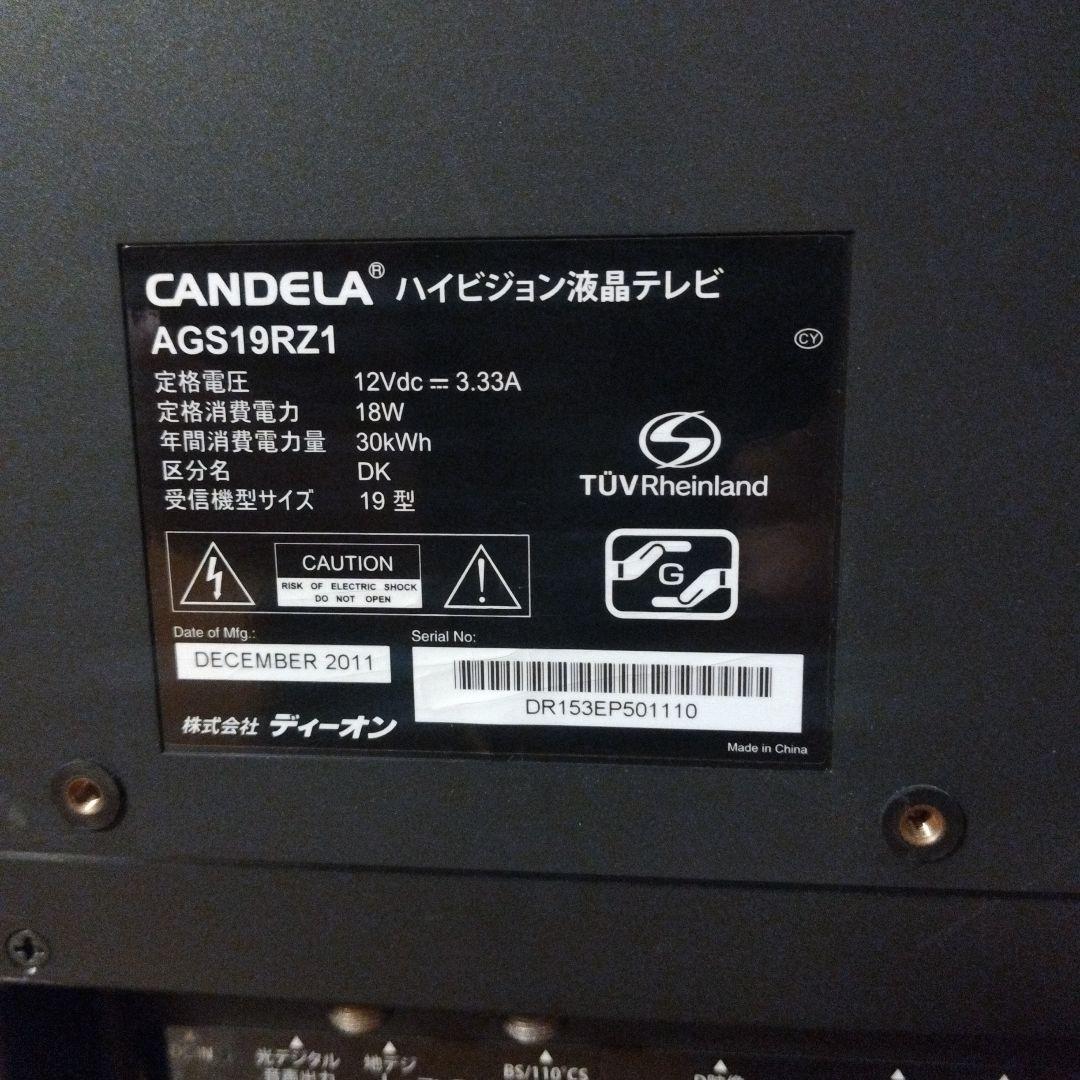 CANDELA® ハイビジョン液晶テレビ
AGS19RZ1
CY
定格電圧 12Vdc ⎓ 3.33A
定格消費電力 18W
年間消費電力量 30kWh
区分名 DK
受信機型サイズ 19 型
TÜVRheinland
G
CAUTION
RISK OF ELECTRIC SHOCK
DO NOT OPEN
Date of Mfg.:
DECEMBER 2011
Serial No:
DR153EP501110
株式会社 ディーオン
Made in China
光デジタル
音声出力
地デジ
BS/110°CS